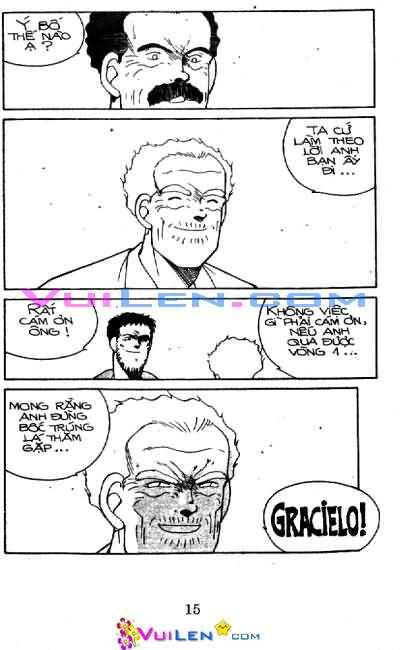 Ý BỐ
THẾ NÀO
Ạ ?
TA CỨ
LÀM THEO
LỜI ANH
BẠN ẤY
ĐI ...
VuiLen.com
RẤT
CÁM ƠN
ÔNG !
KHÔNG VIỆC
GÌ PHẢI CÁM ƠN,
NẾU ANH
QUA ĐƯỢC
VÒNG 1 ...
MONG RẰNG
ANH ĐỪNG
BỐC TRÚNG
LÁ THĂM
GẶP ...
GRACIELO!
15
VuiLen.com